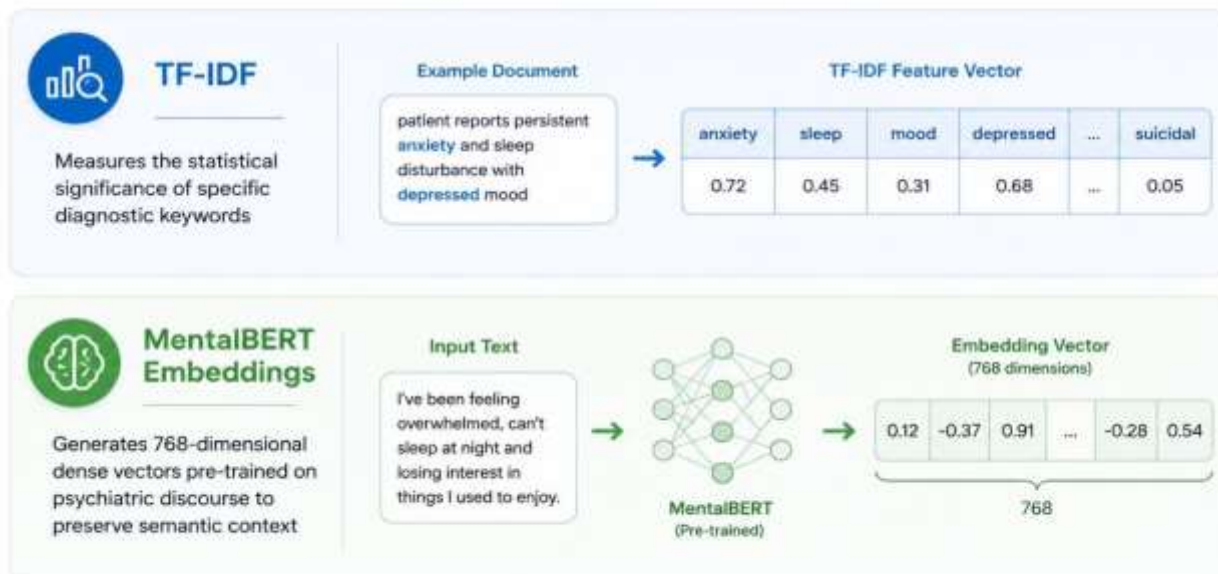 TF-IDF
Measures the statistical
significance of specific
diagnostic keywords
Example Document
patient reports persistent
anxiety and sleep
disturbance with
depressed mood
TF-IDF Feature Vector
anxiety sleep mood depressed ... suicidal
0.72 0.45 0.31 0.68 ... 0.05
MentalBERT
Embeddings
Generates 768-dimensional
dense vectors pre-trained on
psychiatric discourse to
preserve semantic context
Input Text
I've been feeling
overwhelmed, can't
sleep at night and
losing interest in
things I used to enjoy.
MentalBERT
(Pre-trained)
Embedding Vector
(768 dimensions)
0.12 -0.37 0.91 ... -0.28 0.54
768